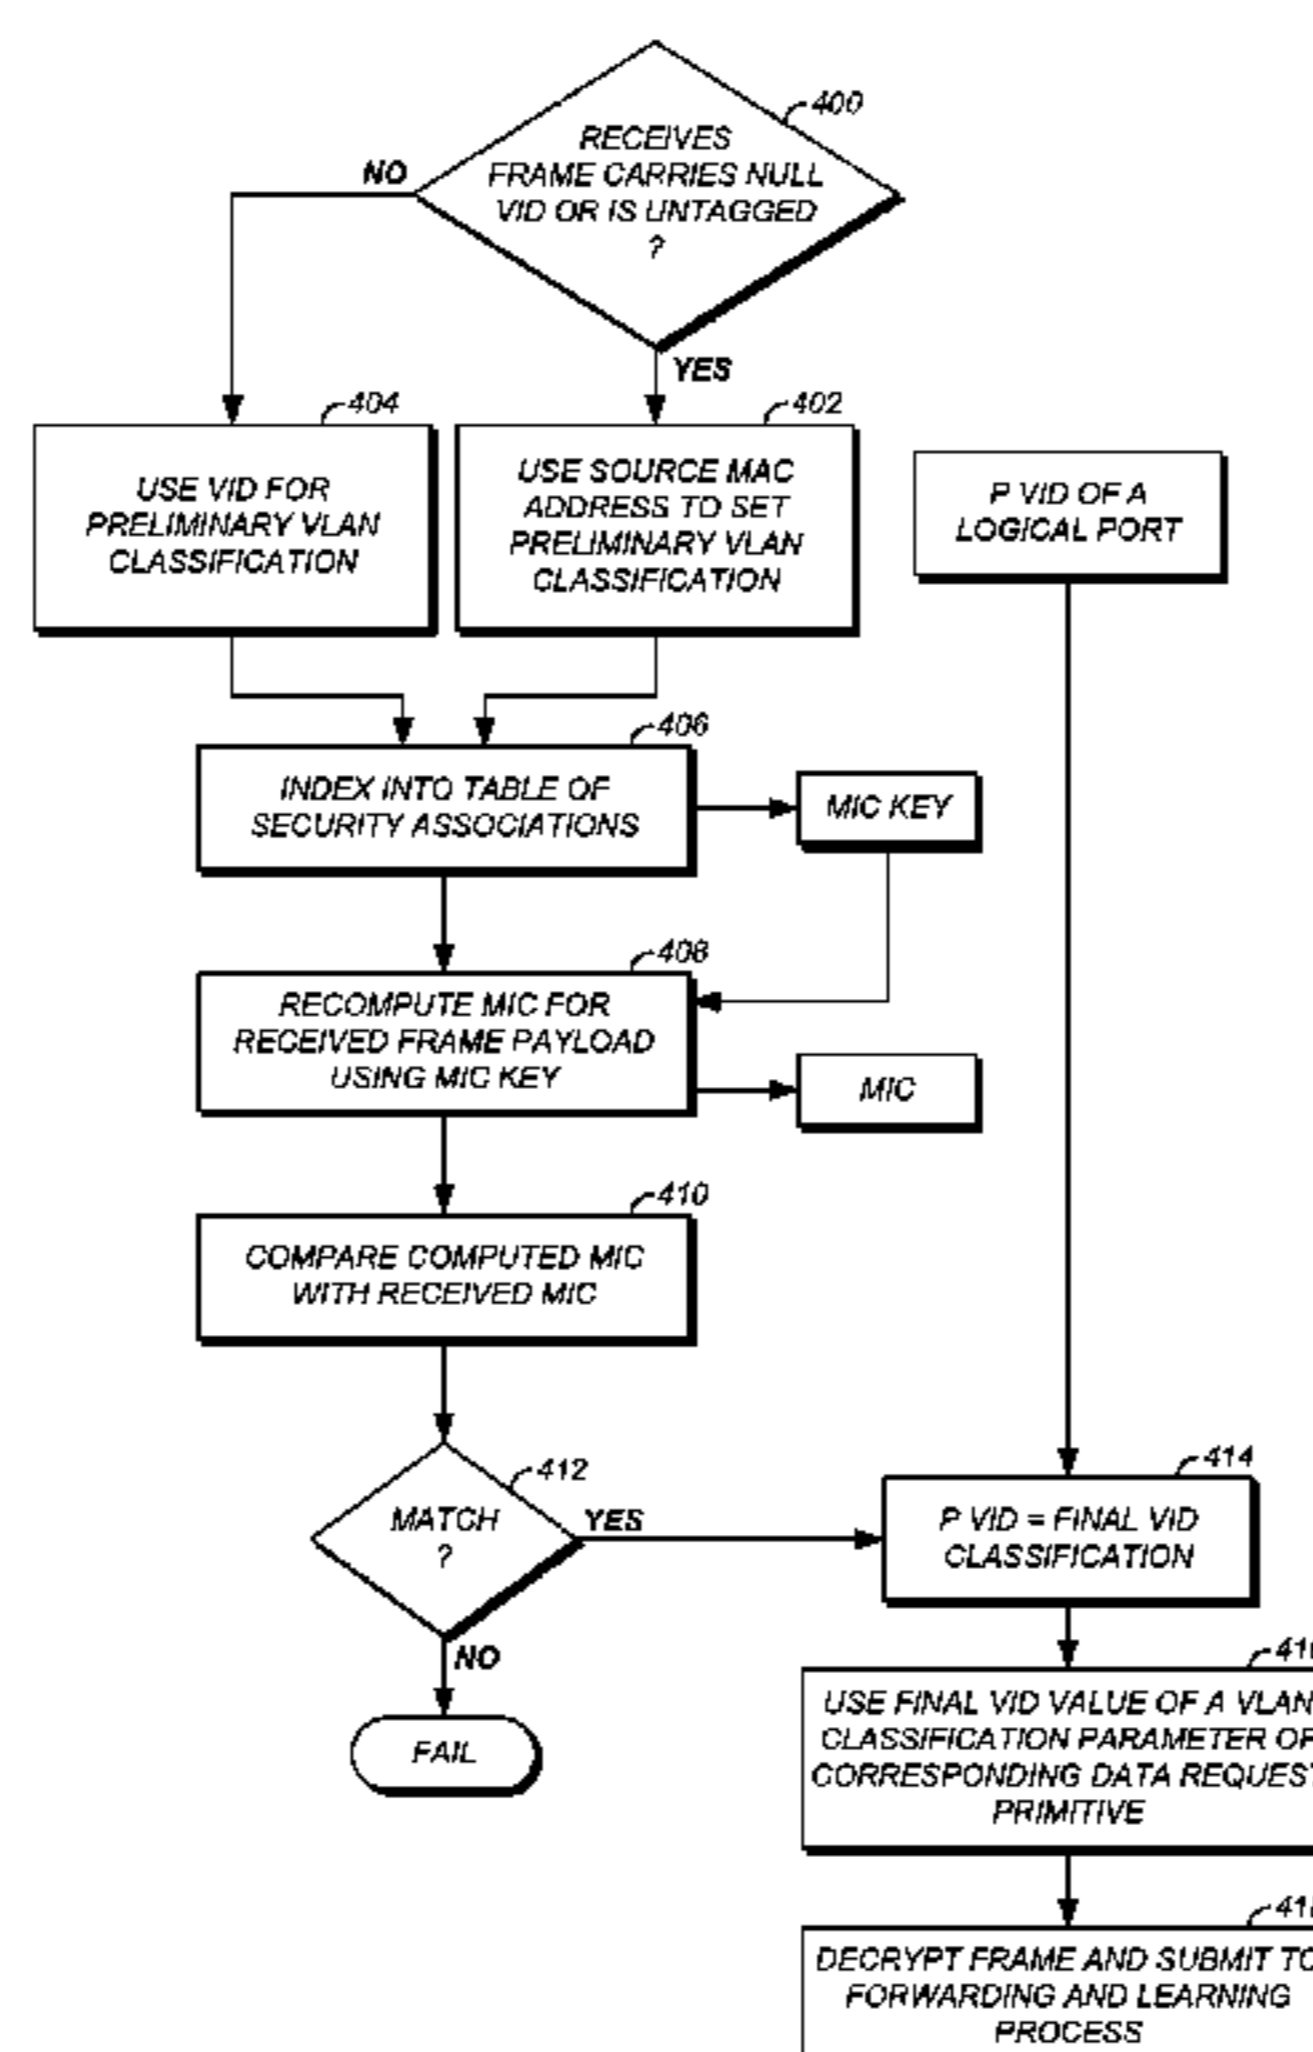 400
RECEIVES
FRAME CARRIES NULL
VID OR IS UNTAGGED
?
NO
YES
404
USE VID FOR
PRELIMINARY VLAN
CLASSIFICATION
402
USE SOURCE MAC
ADDRESS TO SET
PRELIMINARY VLAN
CLASSIFICATION
P VID OF A
LOGICAL PORT
406
INDEX INTO TABLE OF
SECURITY ASSOCIATIONS
MIC KEY
408
RECOMPUTE MIC FOR
RECEIVED FRAME PAYLOAD
USING MIC KEY
MIC
410
COMPARE COMPUTED MIC
WITH RECEIVED MIC
412
MATCH
?
YES
NO
FAIL
414
P VID = FINAL VID
CLASSIFICATION
USE FINAL VID VALUE OF A VLAN
CLASSIFICATION PARAMETER OF
CORRESPONDING DATA REQUEST
PRIMITIVE
DECRYPT FRAME AND SUBMIT TO
FORWARDING AND LEARNING
PROCESS